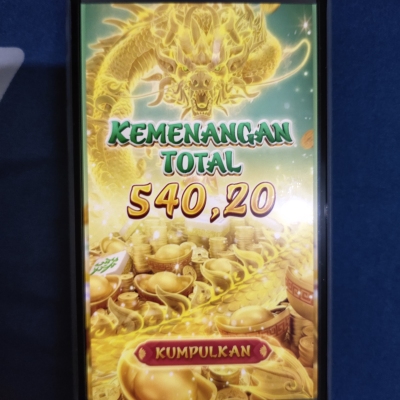 KEMENANGAN
TOTAL
540,20
KUMPULKAN